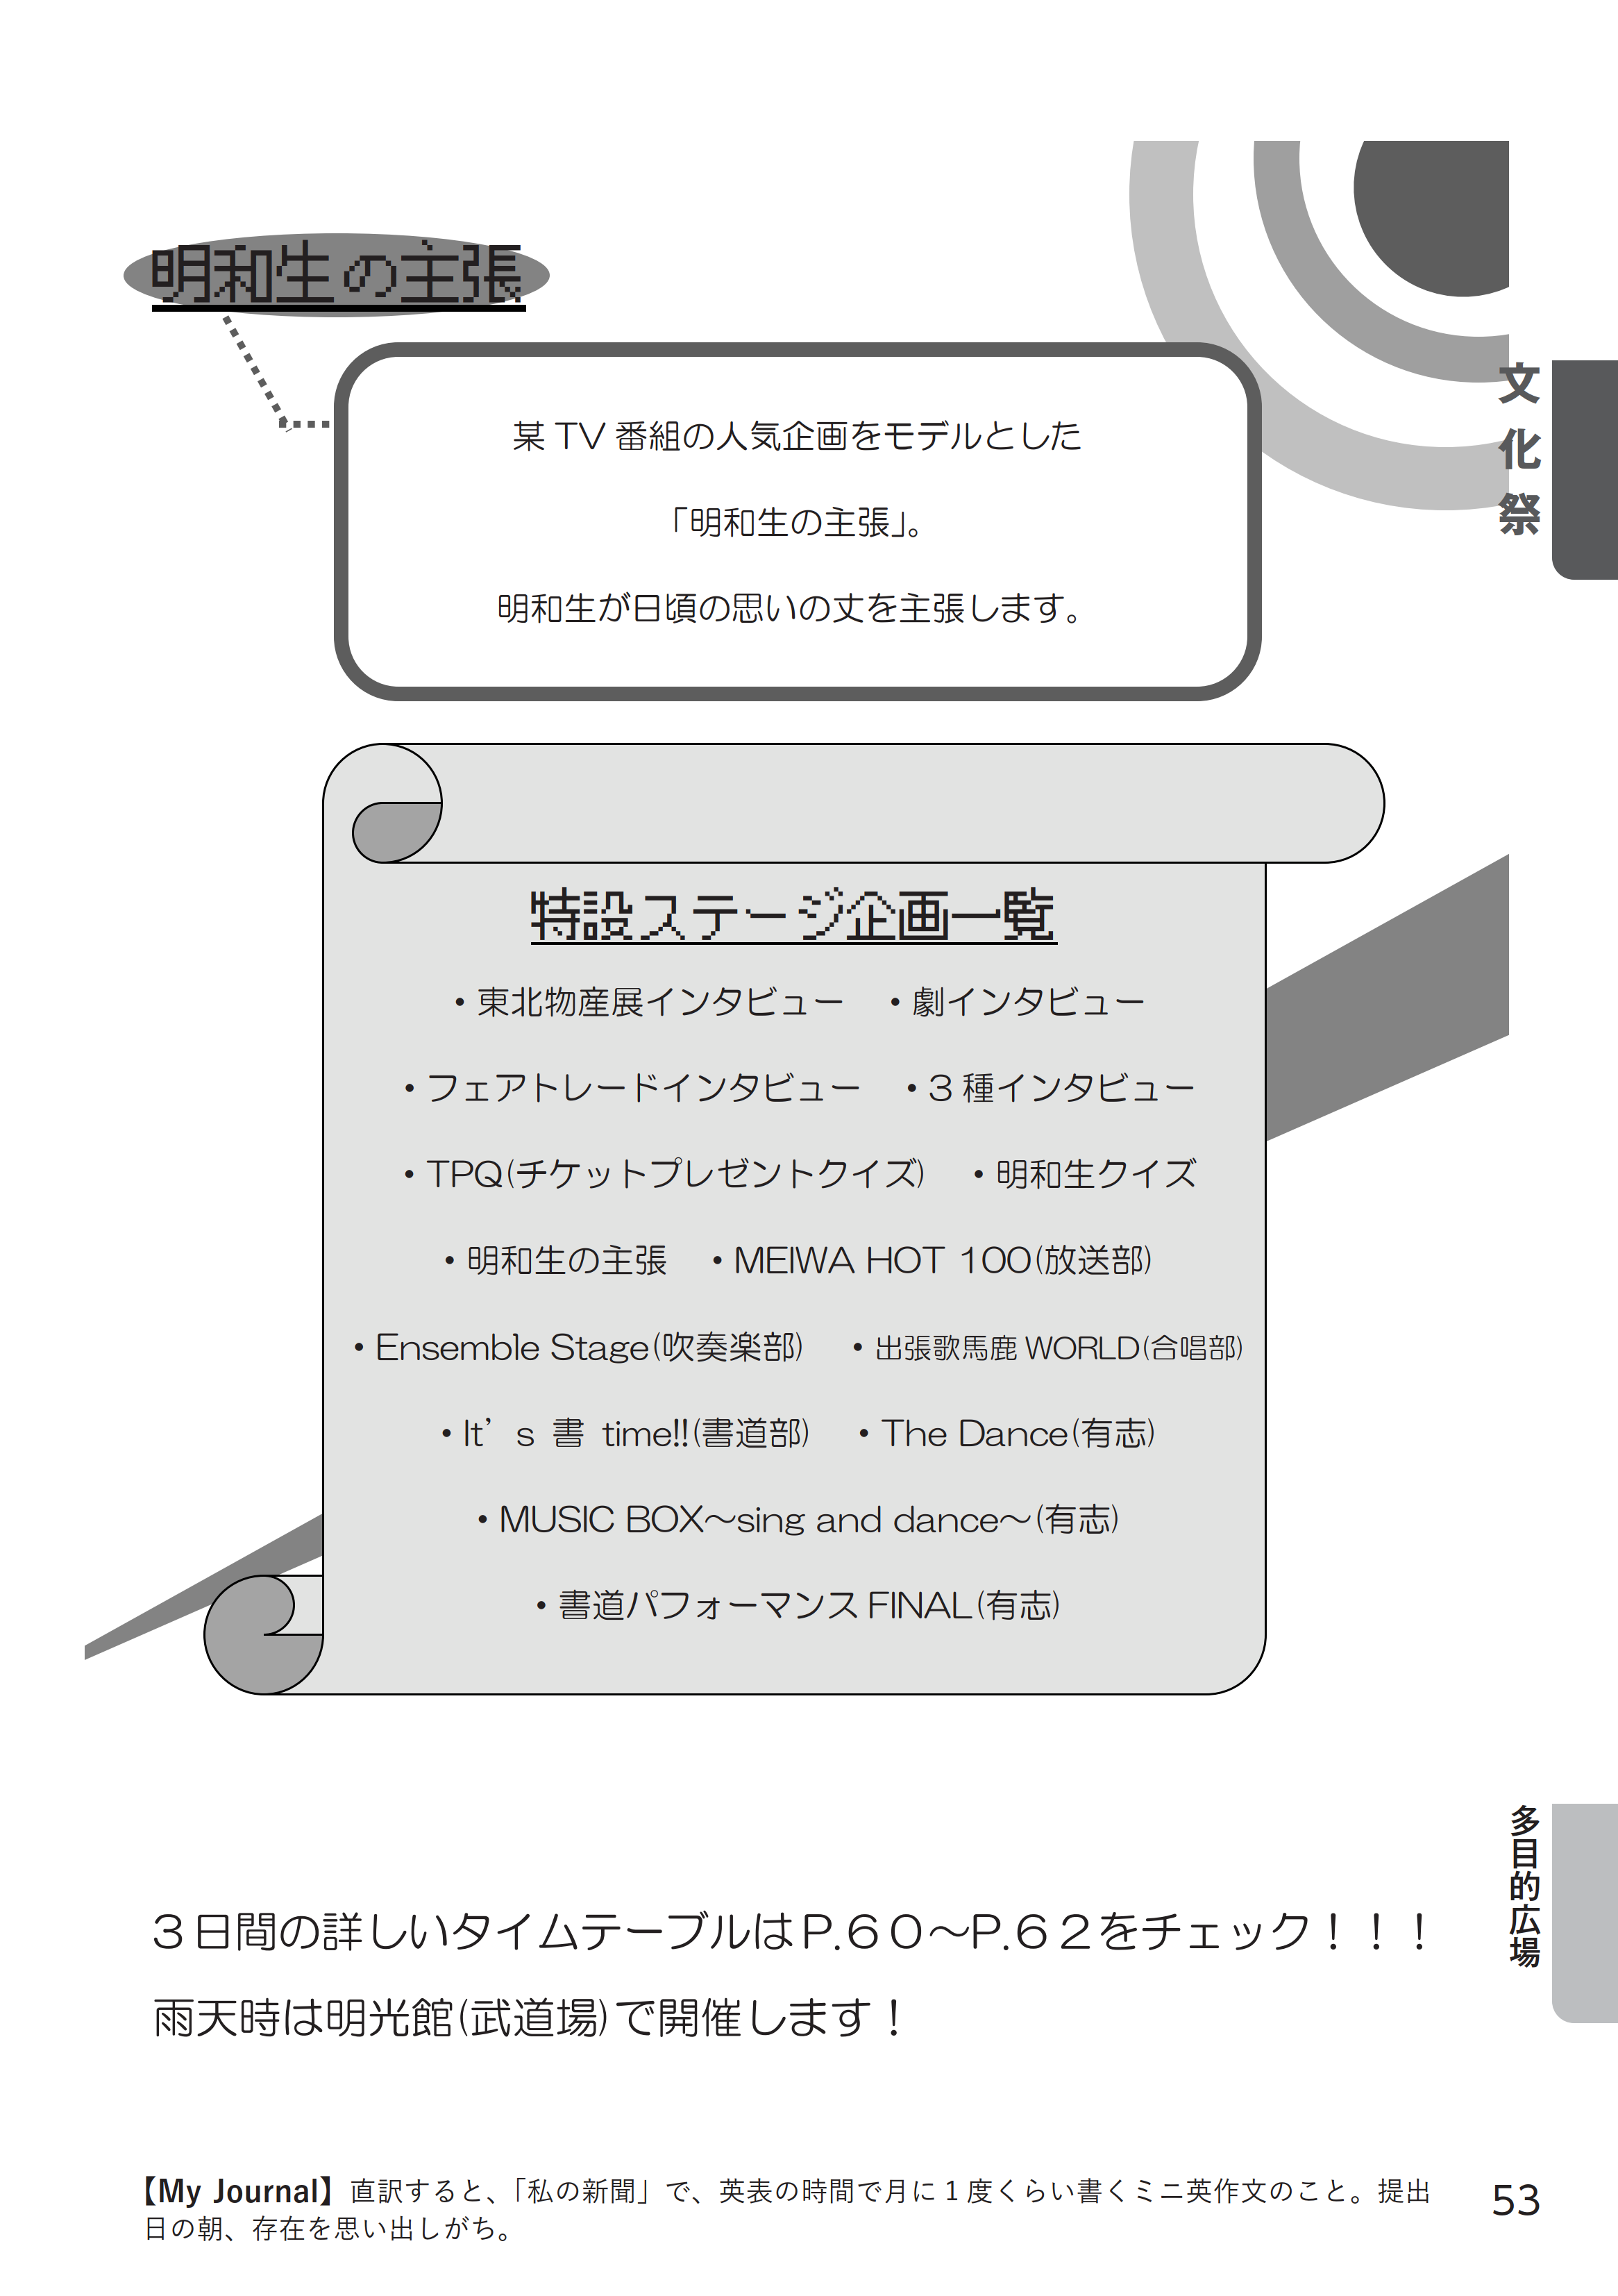 明和生の主張
某 TV 番組の人気企画をモデルとした
「明和生の主張」。
明和生が日頃の思いの丈を主張します。
文化祭
特設ステージ企画一覧
・東北物産展インタビュー　・劇インタビュー
・フェアトレードインタビュー　・3 種インタビュー
・TPQ(チケットプレゼントクイズ)　・明和生クイズ
・明和生の主張　・MEIWA HOT 100(放送部)
・Ensemble Stage(吹奏楽部)　・出張歌馬鹿 WORLD(合唱部)
・It’s 書 time!!(書道部)　・The Dance(有志)
・MUSIC BOX～sing and dance～(有志)
・書道パフォーマンス FINAL(有志)
多目的広場
３日間の詳しいタイムテーブルはＰ.６０～Ｐ.６２をチェック！！！
雨天時は明光館(武道場)で開催します！
【My Journal】直訳すると、「私の新聞」で、英表の時間で月に１度くらい書くミニ英作文のこと。提出
日の朝、存在を思い出しがち。
53